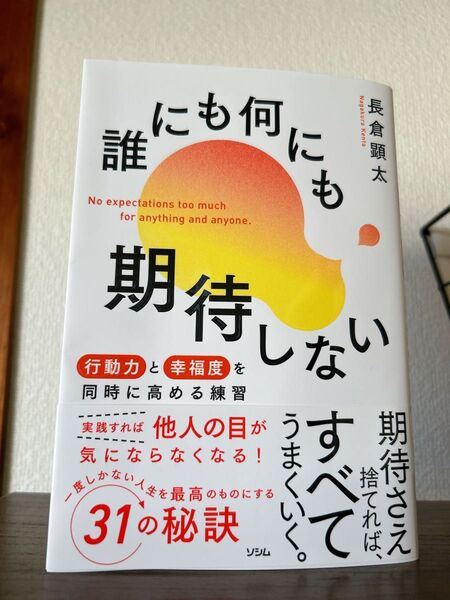 誰にも何にも
期待しない
長倉顕太
Nagakura Kenta
No expectations too much
for anything and anyone.
行動力と幸福度を
同時に高める練習
期待さえ
捨てれば、
すべて
うまくいく。
実践すれば 他人の目が
気にならなくなる!
一度しかない人生を最高のものにする
31の秘訣
ソシム